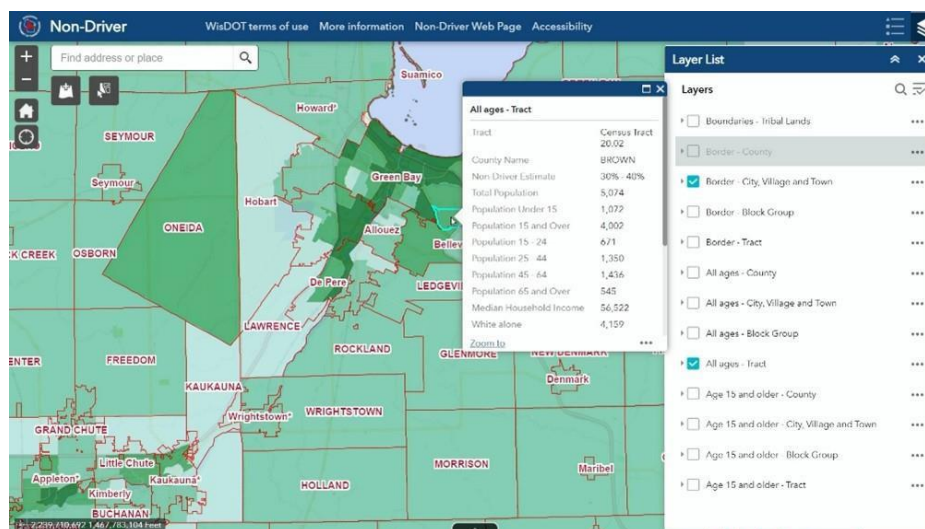 Non-Driver
WisDOT terms of use More information Non-Driver Web Page Accessibility
Find address or place
Layer List
Layers
Boundaries - Tribal Lands
Border - County
Border - City, Village and Town
Border - Block Group
Border - Tract
All ages - County
All ages - City, Village and Town
All ages - Block Group
All ages - Tract
Age 15 and older - County
Age 15 and older - City, Village and Town
Age 15 and older - Block Group
Age 15 and older - Tract
All ages - Tract
Tract Census Tract 20.02
County Name BROWN
Non-Driver Estimate 30% - 40%
Total Population 5,074
Population Under 15 1,072
Population 15 and Over 4,002
Population 15 - 24 671
Population 25 - 44 1,350
Population 45 - 64 1,436
Population 65 and Over 545
Median Household Income 56,522
White alone 4,159
Zoom to
Suamico
Howard*
SEYMOUR
Seymour*
Green Bay
Hobart
ONEIDA
Allouez
OSBORN
CREEK
De Pere
LAWRENCE
ROCKLAND
GLENMORE
NEW DENMARK
FREEDOM
Denmark
KAUKAUNA
Wrightstown*
WRIGHTSTOWN
GRAND CHUTE
Little Chute
MORRISON
Maribel
Appleton*
Kaukauna*
Kimberly
HOLLAND
BUCHANAN